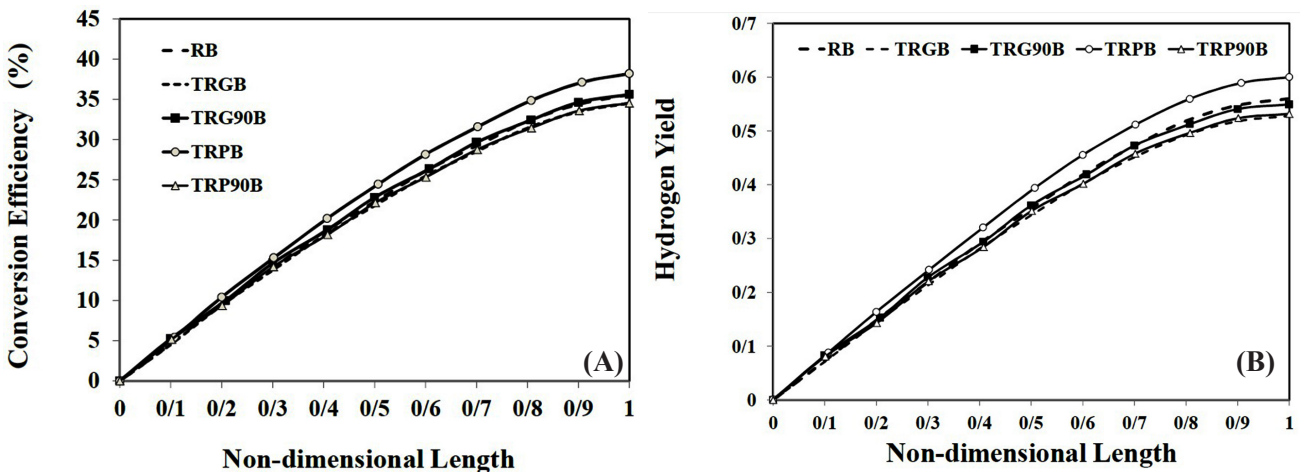 Conversion Efficiency (%)
45
40
35
30
25
20
15
10
5
0
RB
TRGB
TRG90B
TRPB
TRP90B
(A)
0 0/1 0/2 0/3 0/4 0/5 0/6 0/7 0/8 0/9 1
Non-dimensional Length
Hydrogen Yield
0/7
0/6
0/5
0/4
0/3
0/2
0/1
0
RB TRGB TRG90B TRPB TRP90B
(B)
0 0/1 0/2 0/3 0/4 0/5 0/6 0/7 0/8 0/9 1
Non-dimensional Length